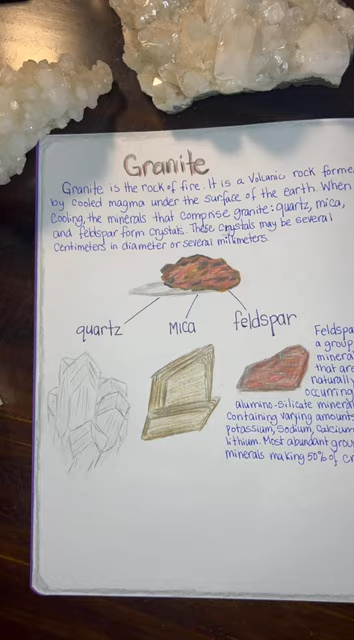 Granite
Granite is the rock of fire. It is a Volcanic rock forme
by cooled magma under the surface of the earth. When
Cooling, the minerals that comprise granite: quartz, mica,
and feldspar form crystals. These crystals may be several
Centimeters in diameter or several millimeters.
quartz
Mica
feldspar
Feldspa
a group
minera
that are
naturally
occurring
alumino-silicate mineral
Containing varying amounts
potassium, Sodium, Calcium
lithium. Most abundant grou
minerals making 50% of cr